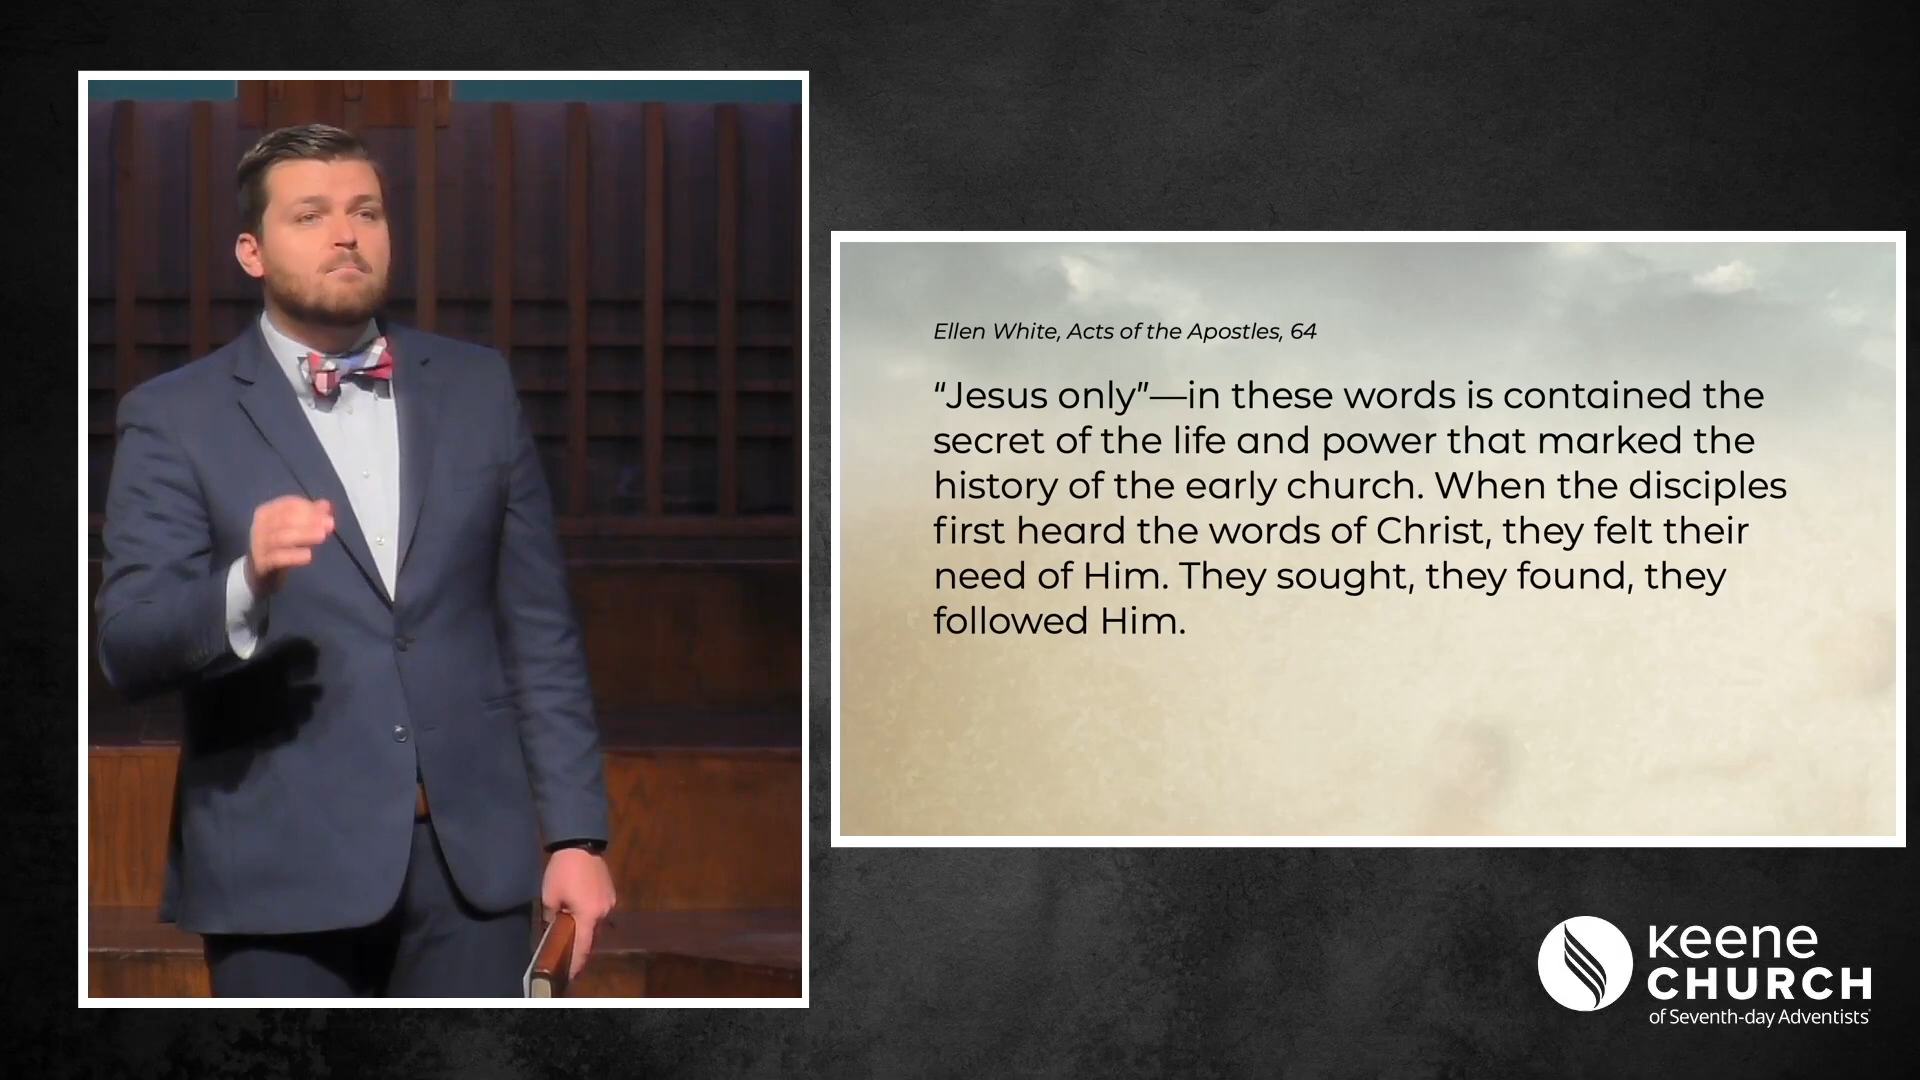 Ellen White, Acts of the Apostles, 64
“Jesus only”—in these words is contained the
secret of the life and power that marked the
history of the early church. When the disciples
first heard the words of Christ, they felt their
need of Him. They sought, they found, they
followed Him.
Keene
CHURCH
of Seventh-day Adventists